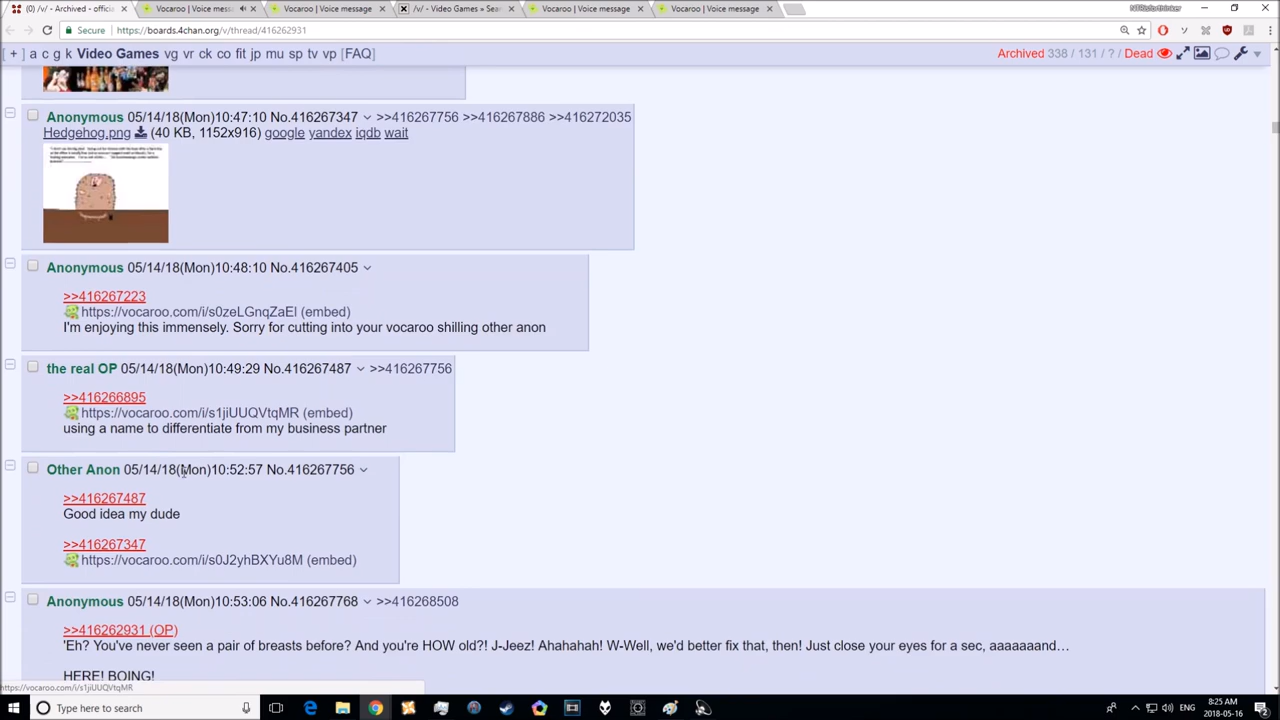 (0) /v/ - Archived - offici
Vocaroo | Voice mess
Vocaroo | Voice message
/v/ - Video Games » Sear
Vocaroo | Voice message
Vocaroo | Voice message
Secure
https://boards.4chan.org/v/thread/416262931
[ + ] a c g k Video Games vg vr ck co fit jp mu sp tv vp [FAQ]
Archived 338 / 131 / ? / Dead
Anonymous 05/14/18(Mon)10:47:10 No.416267347 >>416267756 >>416267886 >>416272035
Hedgehog.png (40 KB, 1152x916) google yandex iqdb wait
Anonymous 05/14/18(Mon)10:48:10 No.416267405
>>416267223
https://vocaroo.com/i/s0zeLGnqZaEI (embed)
I'm enjoying this immensely. Sorry for cutting into your vocaroo shilling other anon
the real OP 05/14/18(Mon)10:49:29 No.416267487 >>416267756
>>416266895
https://vocaroo.com/i/s1jiUUQVtqMR (embed)
using a name to differentiate from my business partner
Other Anon 05/14/18(Mon)10:52:57 No.416267756
>>416267487
Good idea my dude
>>416267347
https://vocaroo.com/i/s0J2yhBXYu8M (embed)
Anonymous 05/14/18(Mon)10:53:06 No.416267768 >>416268508
>>416262931 (OP)
'Eh? You've never seen a pair of breasts before? And you're HOW old?! J-Jeez! Ahahahah! W-Well, we'd better fix that, then! Just close your eyes for a sec, aaaaaaand…
HERE! BOING!
https://vocaroo.com/i/s1jiUUQVtqMR
Type here to search
ENG
8:25 AM
2018-05-16